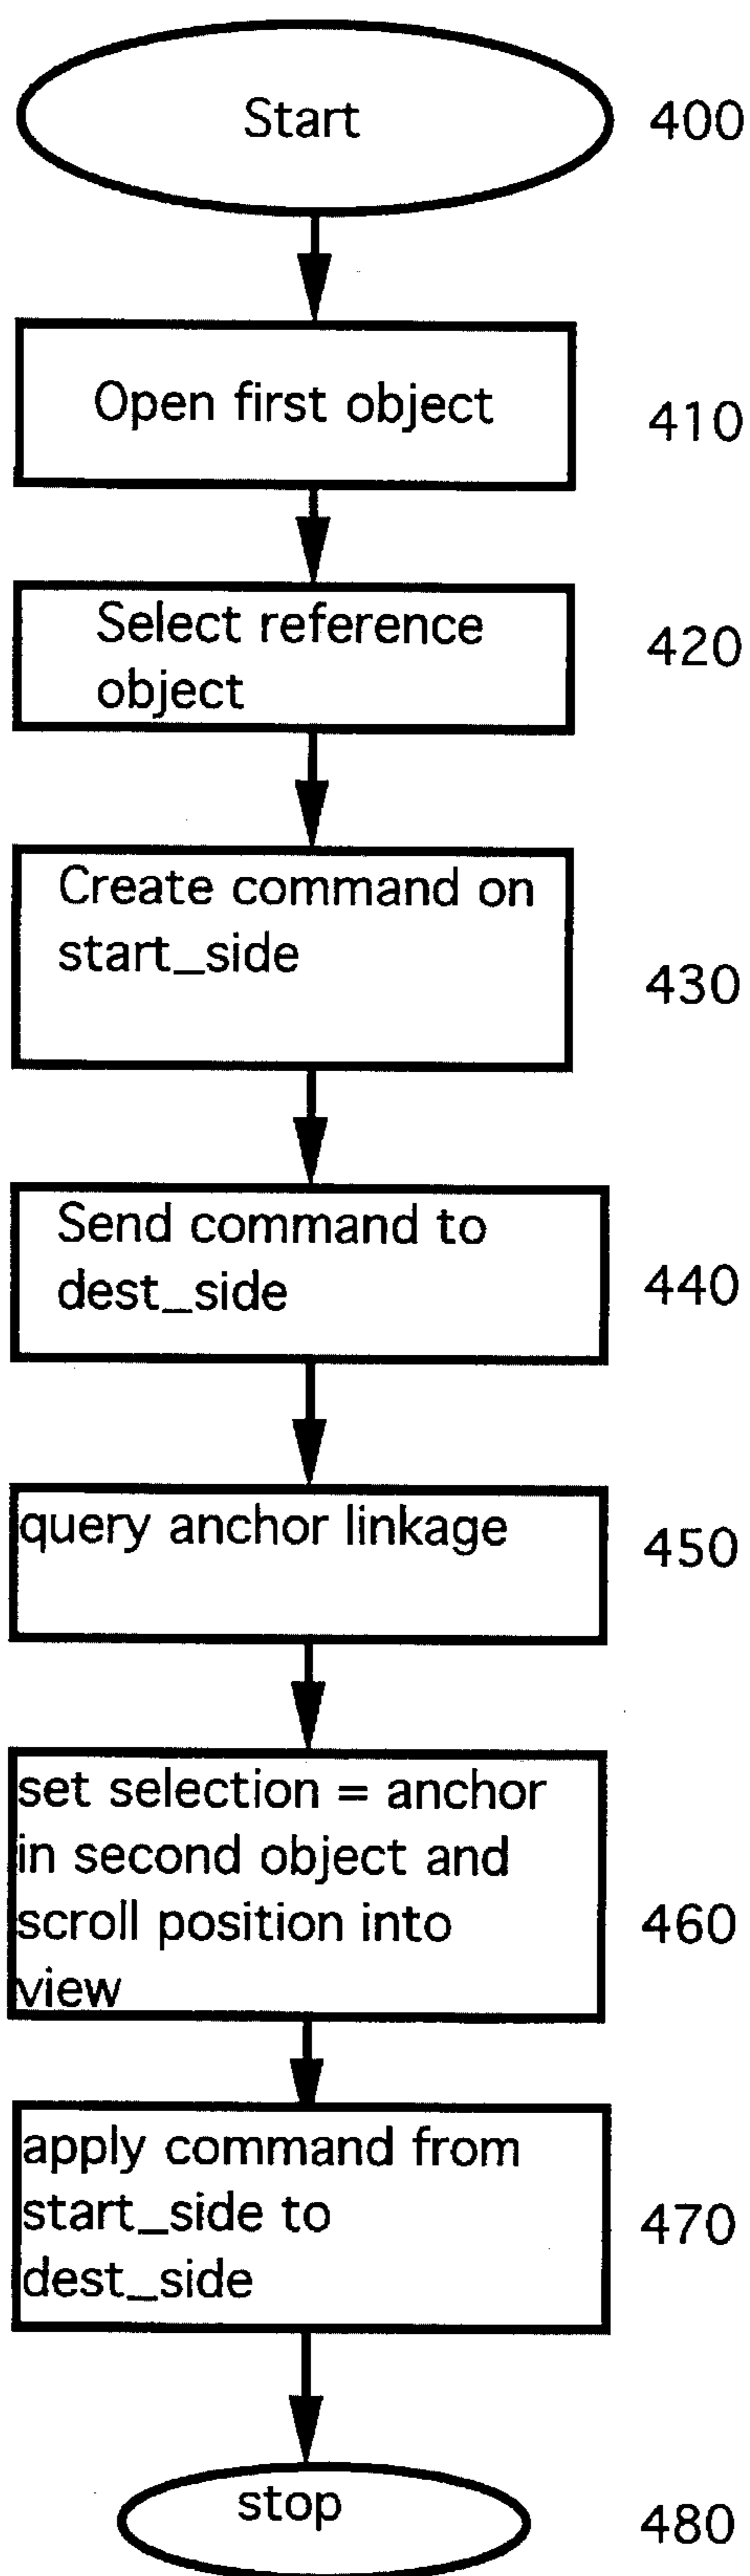 Start
400
Open first object
410
Select reference
object
420
Create command on
start_side
430
Send command to
dest_side
440
query anchor linkage
450
set selection = anchor
in second object and
scroll position into
view
460
apply command from
start_side to
dest_side
470
stop
480